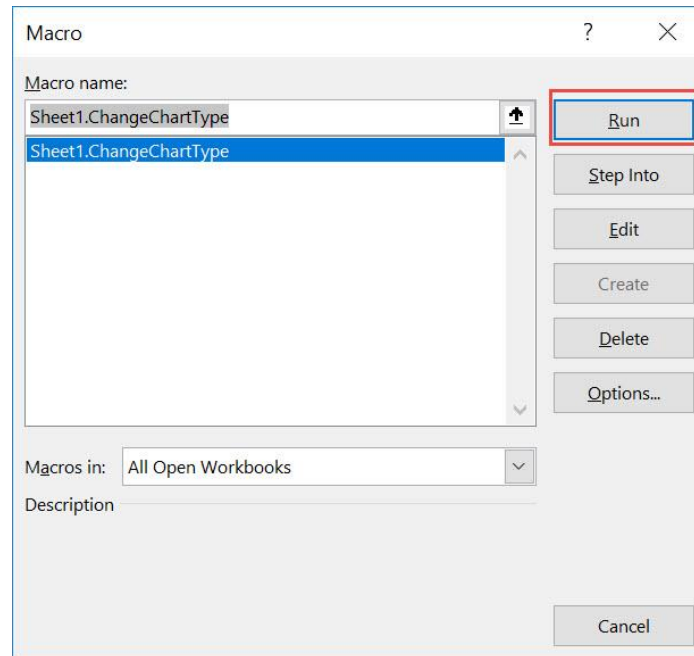 Macro
?
Macro name:
Sheet1.ChangeChartType
Run
Sheet1.ChangeChartType
Step Into
Edit
Create
Delete
Options...
Macros in: All Open Workbooks
Description
Cancel